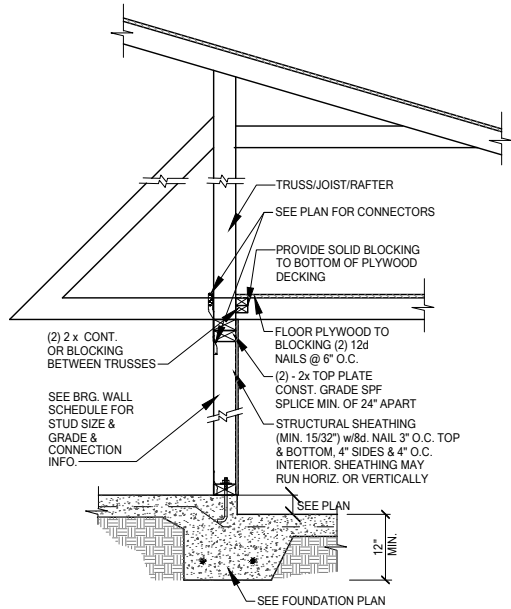 TRUSS/JOIST/RAFTER
SEE PLAN FOR CONNECTORS
PROVIDE SOLID BLOCKING
TO BOTTOM OF PLYWOOD
DECKING
(2) 2 x CONT.
OR BLOCKING
BETWEEN TRUSSES
FLOOR PLYWOOD TO
BLOCKING (2) 12d
NAILS @ 6" O.C.
(2) - 2x TOP PLATE
CONST. GRADE SPF
SPLICE MIN. OF 24" APART
SEE BRG. WALL
SCHEDULE FOR
STUD SIZE &
GRADE &
CONNECTION
INFO.
STRUCTURAL SHEATHING
(MIN. 15/32") w/8d. NAIL 3" O.C. TOP
& BOTTOM, 4" SIDES & 4" O.C.
INTERIOR. SHEATHING MAY
RUN HORIZ. OR VERTICALLY
SEE PLAN
12"
MIN.
SEE FOUNDATION PLAN